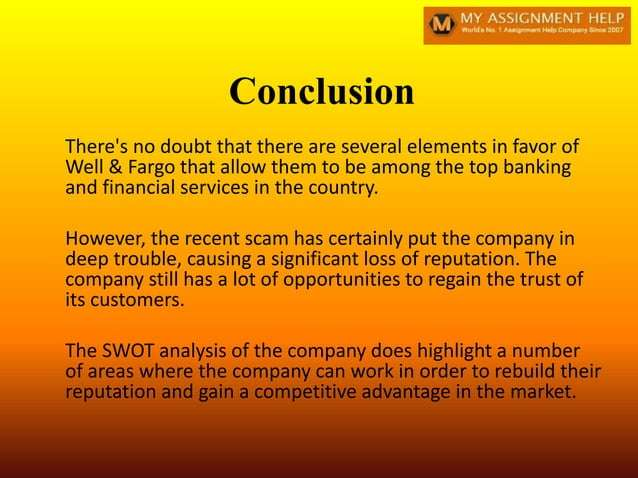 MY ASSIGNMENT HELP
World's No. 1 Assignment Help Company Since 2007
Conclusion
There's no doubt that there are several elements in favor of
Well & Fargo that allow them to be among the top banking
and financial services in the country.
However, the recent scam has certainly put the company in
deep trouble, causing a significant loss of reputation. The
company still has a lot of opportunities to regain the trust of
its customers.
The SWOT analysis of the company does highlight a number
of areas where the company can work in order to rebuild their
reputation and gain a competitive advantage in the market.